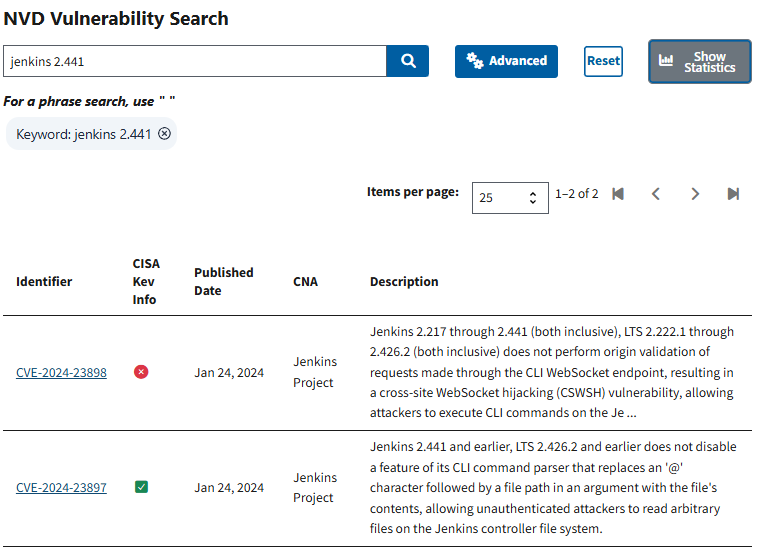 NVD Vulnerability Search
jenkins 2.441
Advanced
Reset
Show
Statistics
For a phrase search, use " "
Keyword: jenkins 2.441
Items per page:
25
1–2 of 2
Identifier
CISA
Kev
Info
Published
Date
CNA
Description
CVE-2024-23898
Jan 24, 2024
Jenkins
Project
Jenkins 2.217 through 2.441 (both inclusive), LTS 2.222.1 through
2.426.2 (both inclusive) does not perform origin validation of
requests made through the CLI WebSocket endpoint, resulting in
a cross-site WebSocket hijacking (CSWSH) vulnerability, allowing
attackers to execute CLI commands on the Je ...
CVE-2024-23897
Jan 24, 2024
Jenkins
Project
Jenkins 2.441 and earlier, LTS 2.426.2 and earlier does not disable
a feature of its CLI command parser that replaces an '@'
character followed by a file path in an argument with the file's
contents, allowing unauthenticated attackers to read arbitrary
files on the Jenkins controller file system.